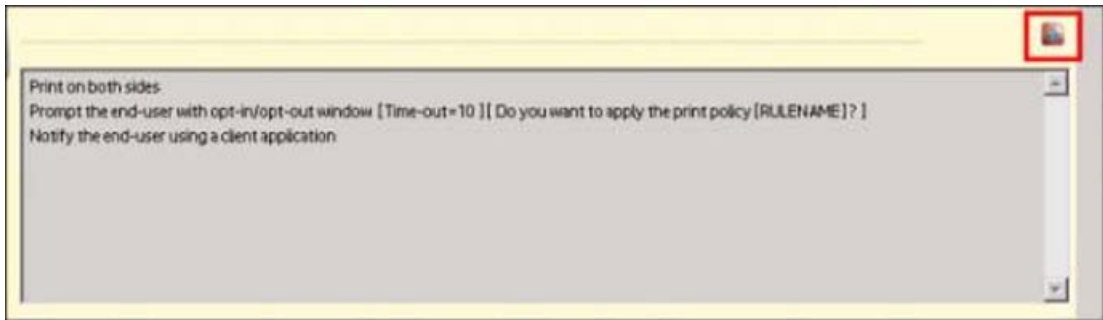 Print on both sides
Prompt the end-user with opt-in/opt-out window [Time-out=10 ][ Do you want to apply the print policy [RULENAME]? ]
Notify the end-user using a client application